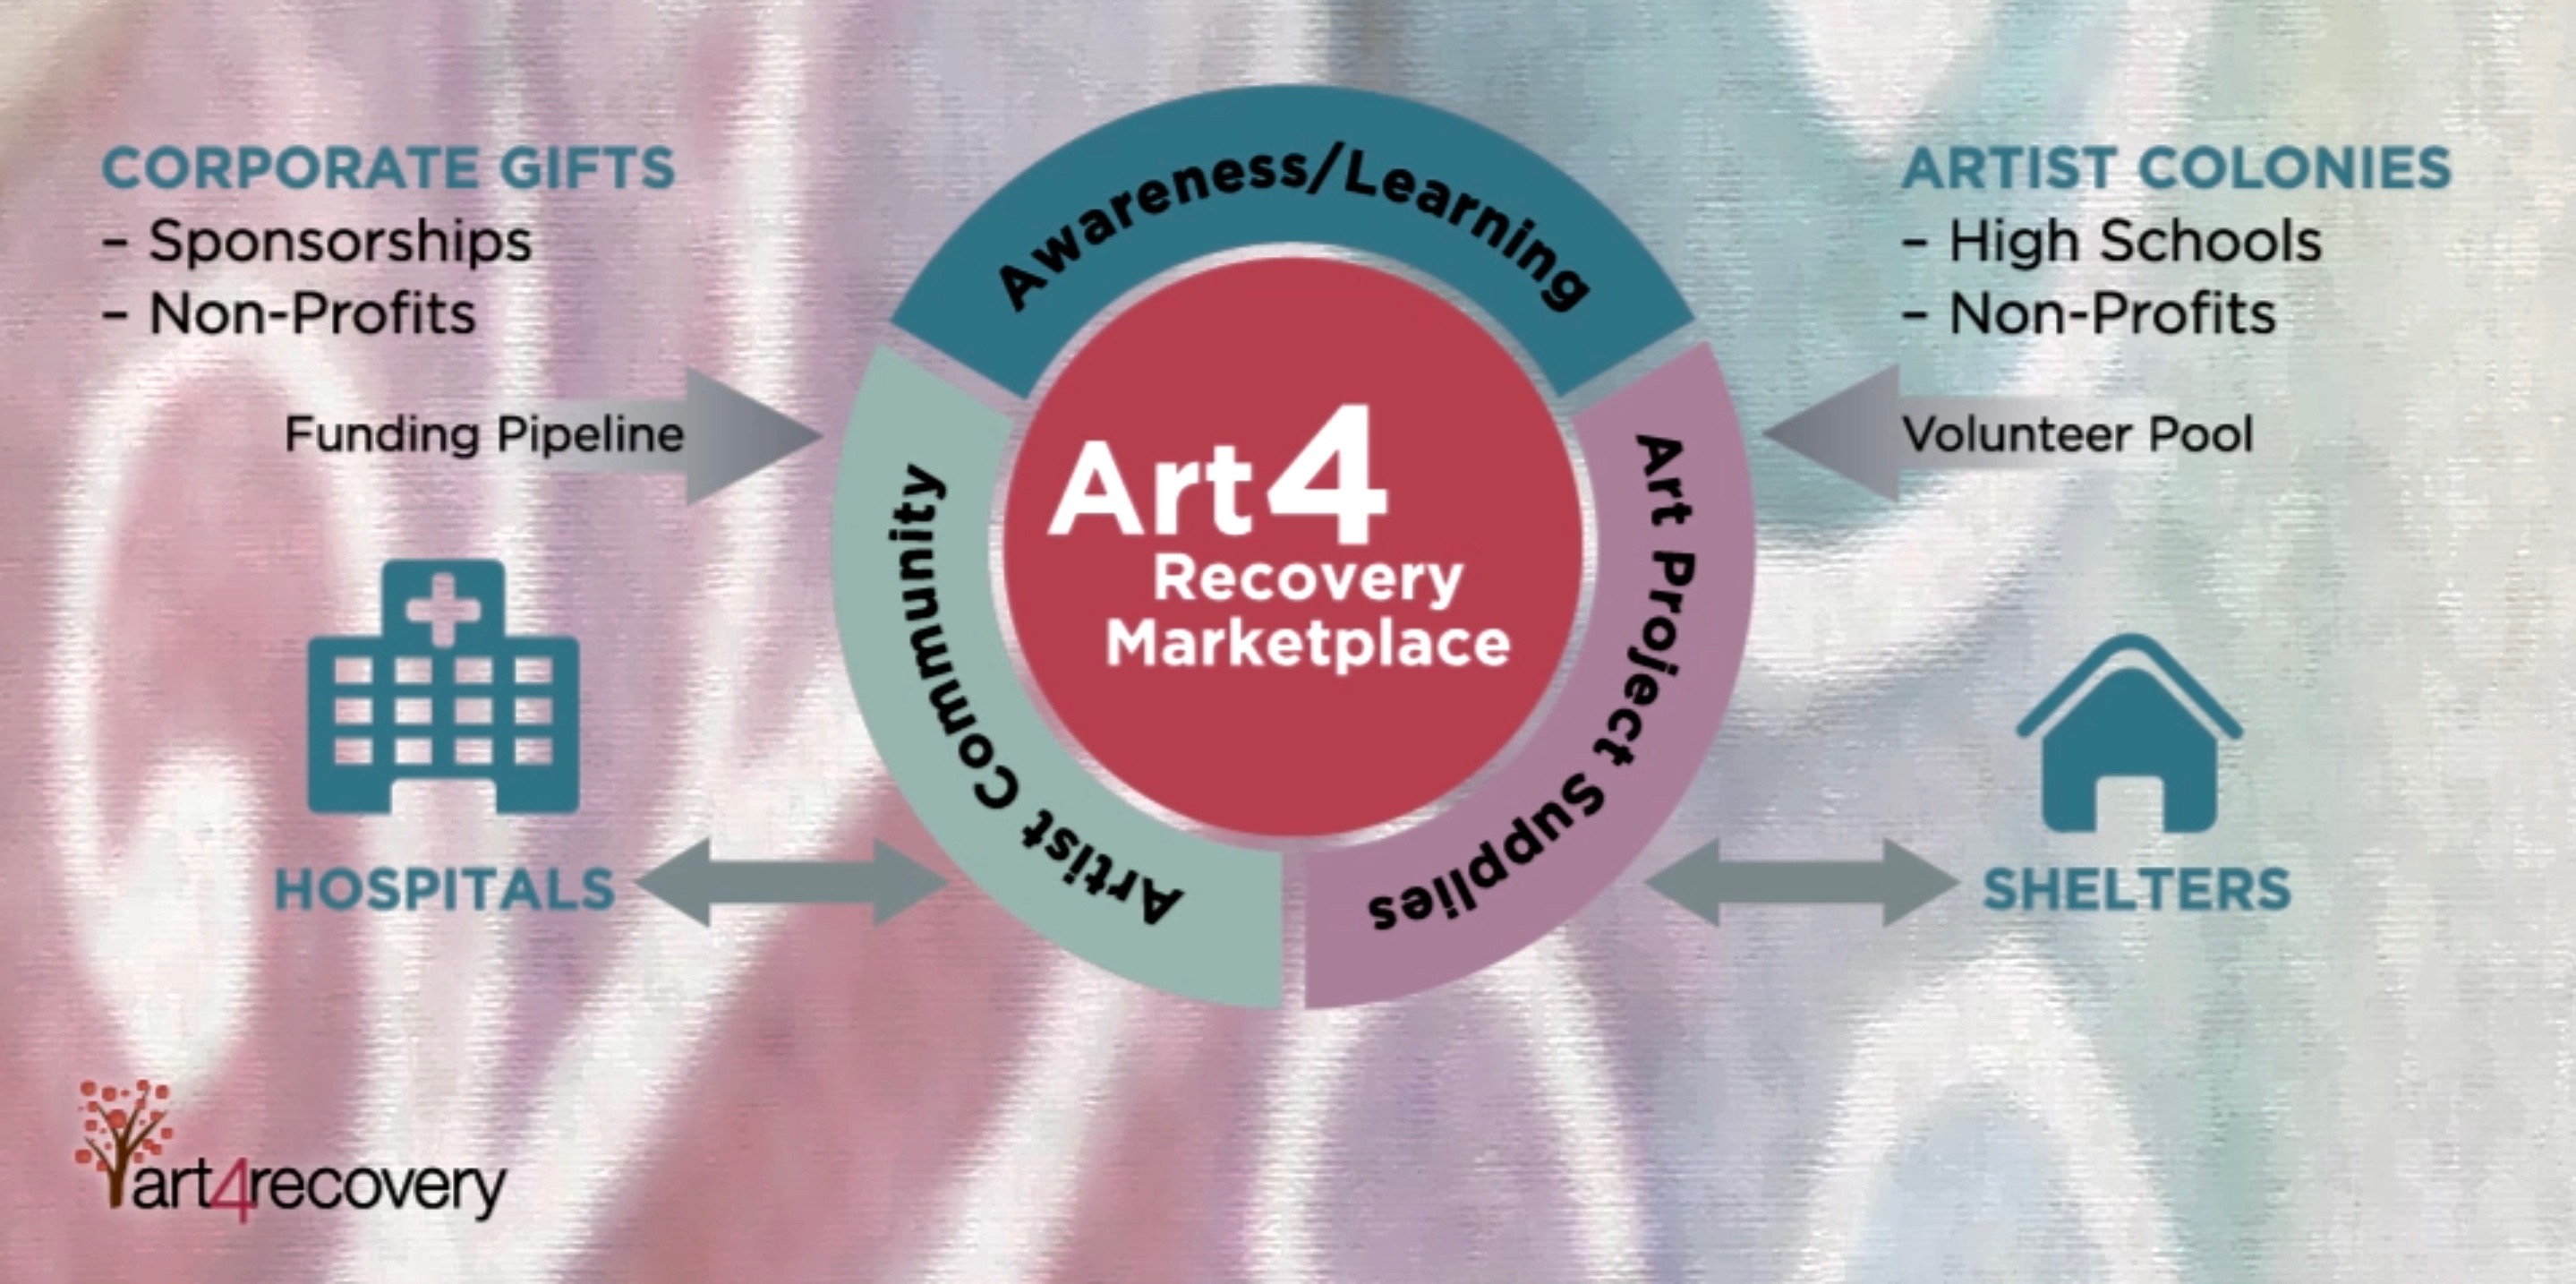 CORPORATE GIFTS
– Sponsorships
– Non-Profits
Funding Pipeline
HOSPITALS
Awareness/Learning
Artist Community
Art Project Supplies
Art4
Recovery
Marketplace
ARTIST COLONIES
– High Schools
– Non-Profits
Volunteer Pool
SHELTERS
art4recovery